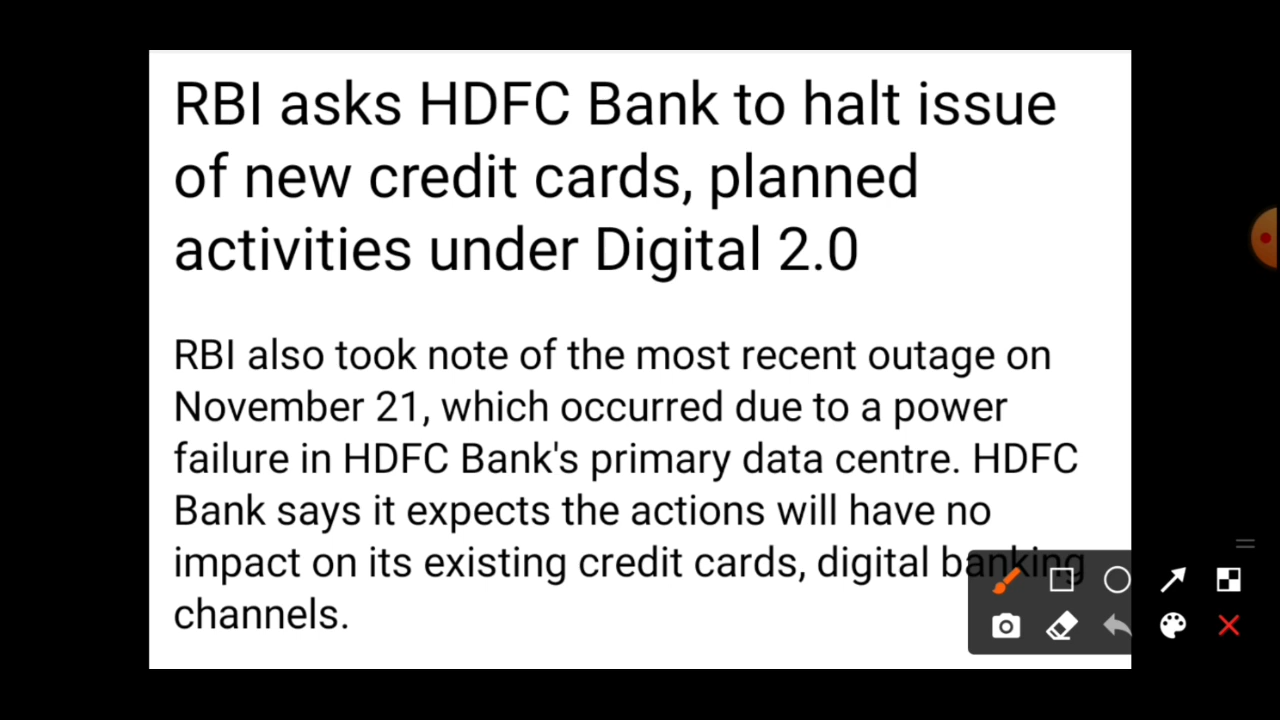 RBI asks HDFC Bank to halt issue
of new credit cards, planned
activities under Digital 2.0
RBI also took note of the most recent outage on
November 21, which occurred due to a power
failure in HDFC Bank's primary data centre. HDFC
Bank says it expects the actions will have no
impact on its existing credit cards, digital banking
channels.